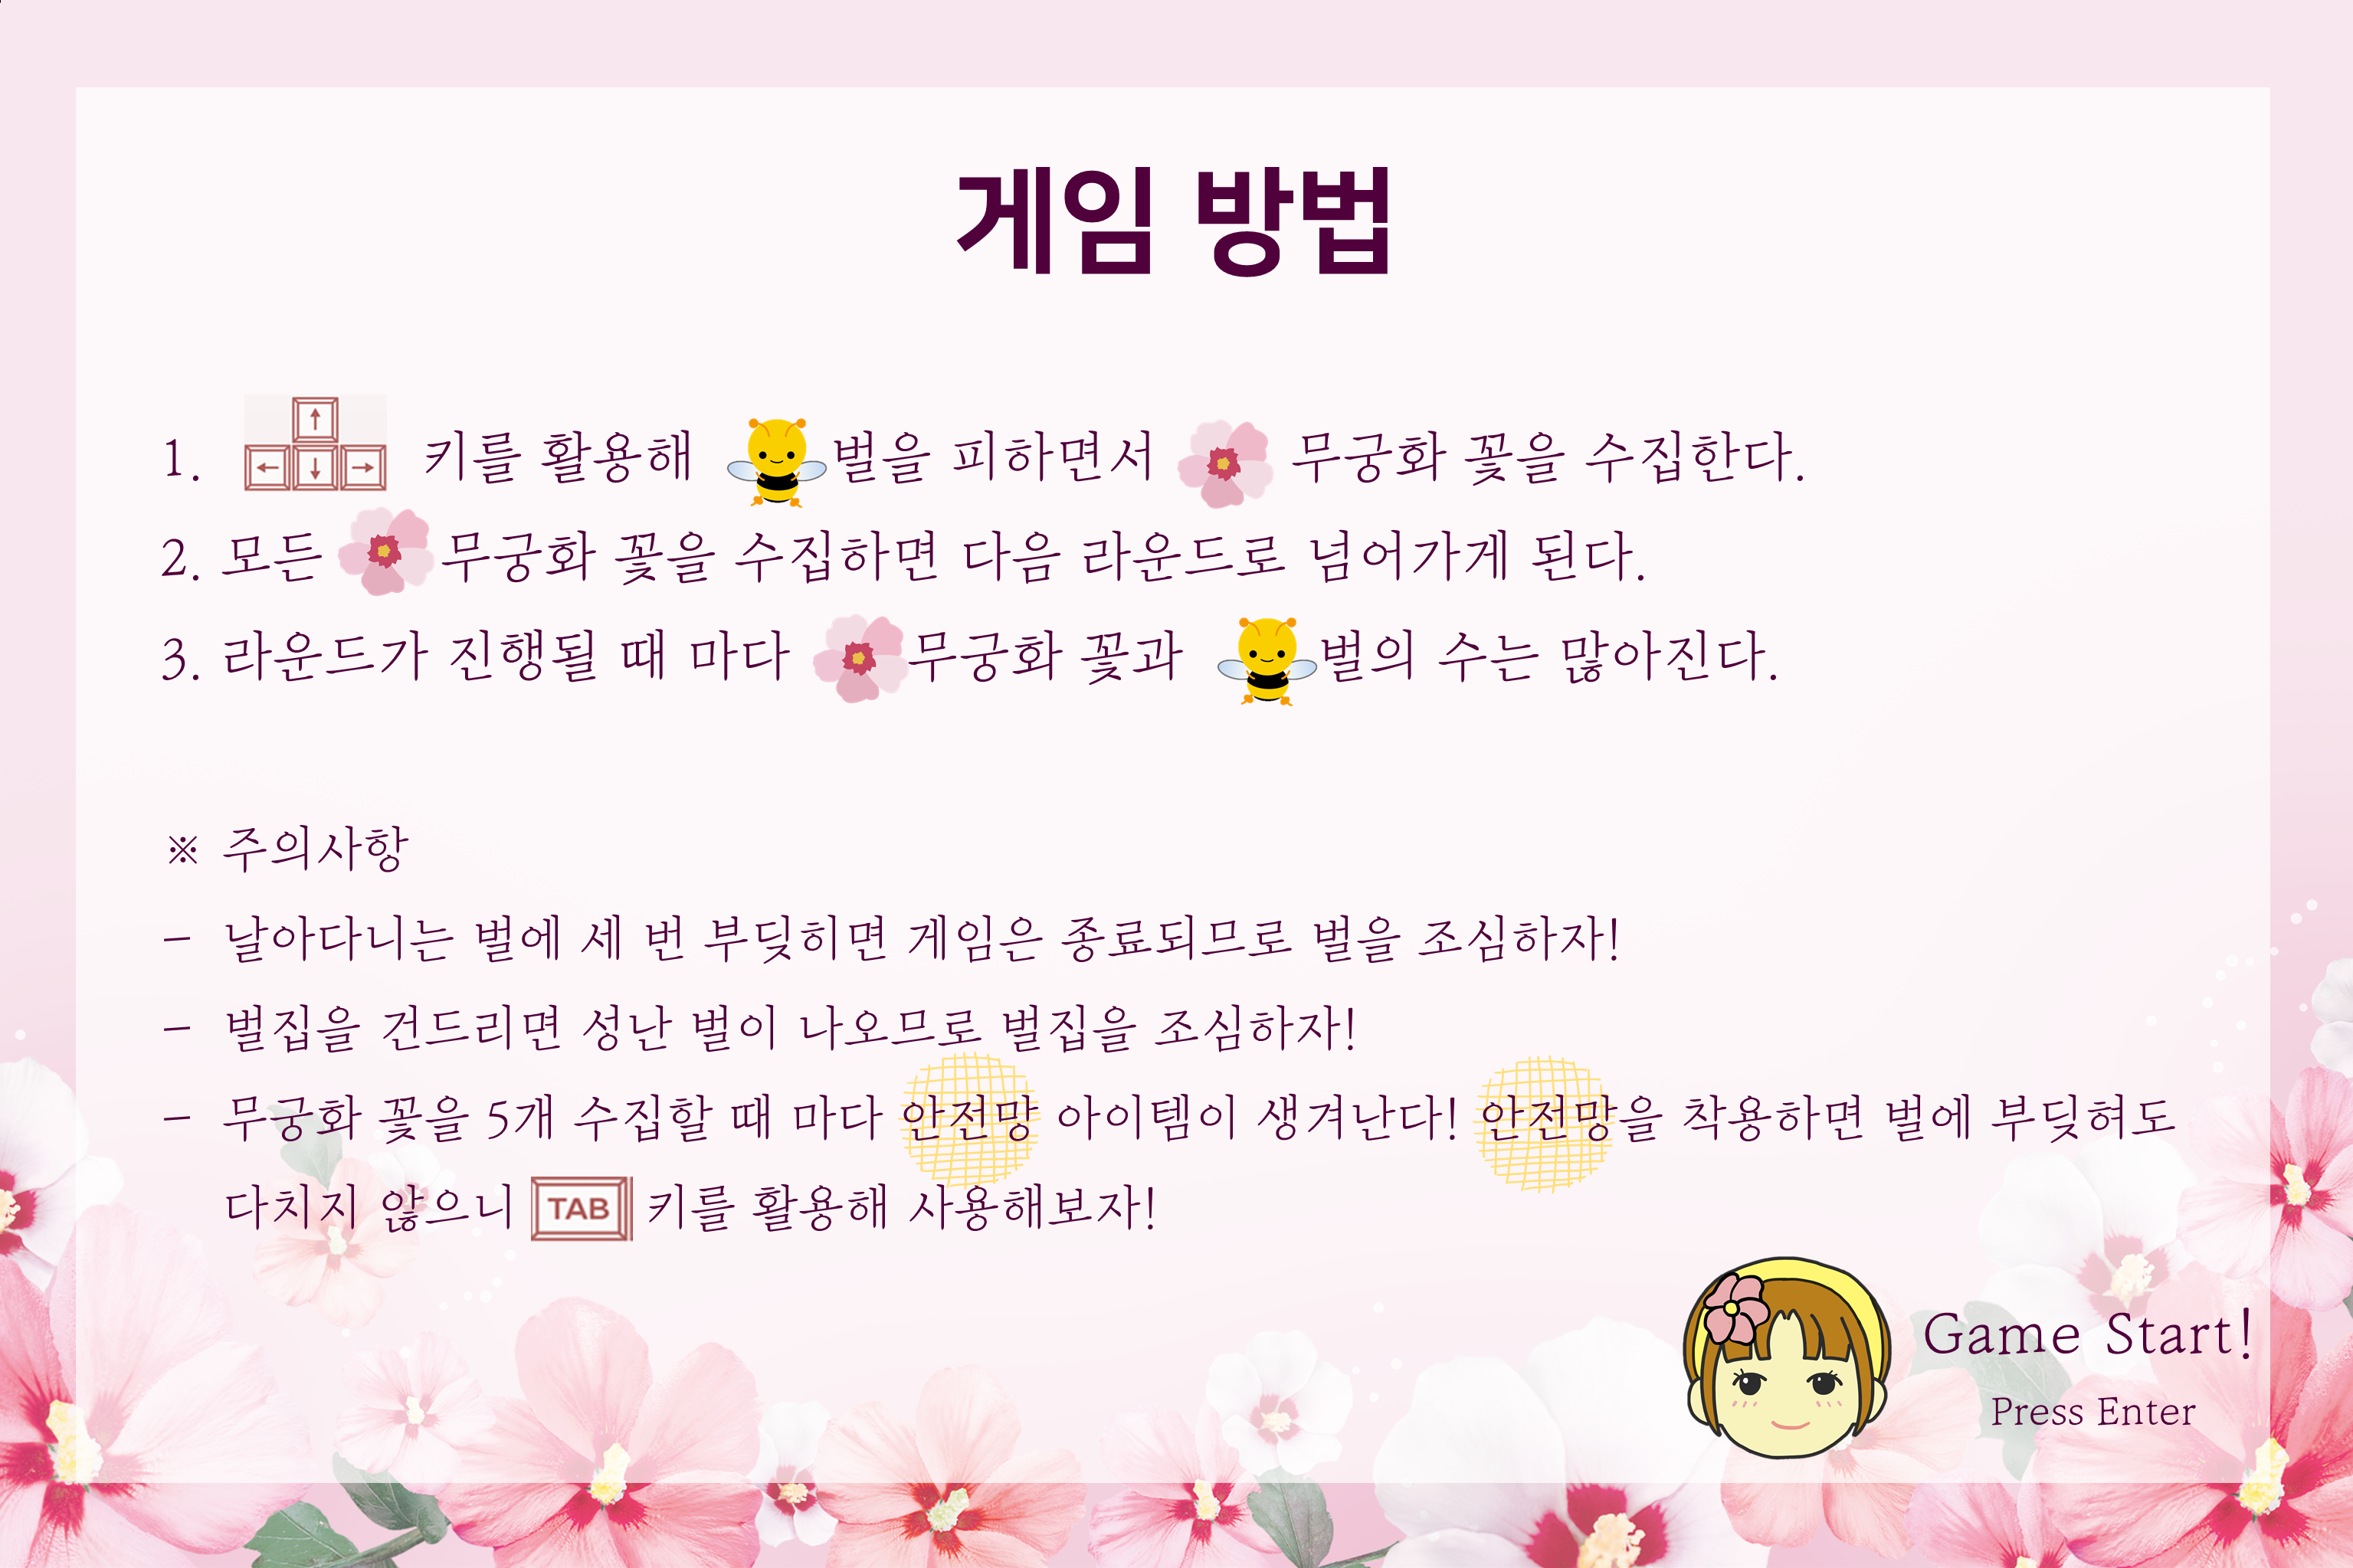 게임 방법
1. 키를 활용해 벌을 피하면서 무궁화 꽃을 수집한다.
2. 모든 무궁화 꽃을 수집하면 다음 라운드로 넘어가게 된다.
3. 라운드가 진행될 때 마다 무궁화 꽃과 벌의 수는 많아진다.
※ 주의사항
- 날아다니는 벌에 세 번 부딪히면 게임은 종료되므로 벌을 조심하자!
- 벌집을 건드리면 성난 벌이 나오므로 벌집을 조심하자!
- 무궁화 꽃을 5개 수집할 때 마다 안전망 아이템이 생겨난다! 안전망을 착용하면 벌에 부딪혀도
다치지 않으니 TAB 키를 활용해 사용해보자!
Game Start!
Press Enter